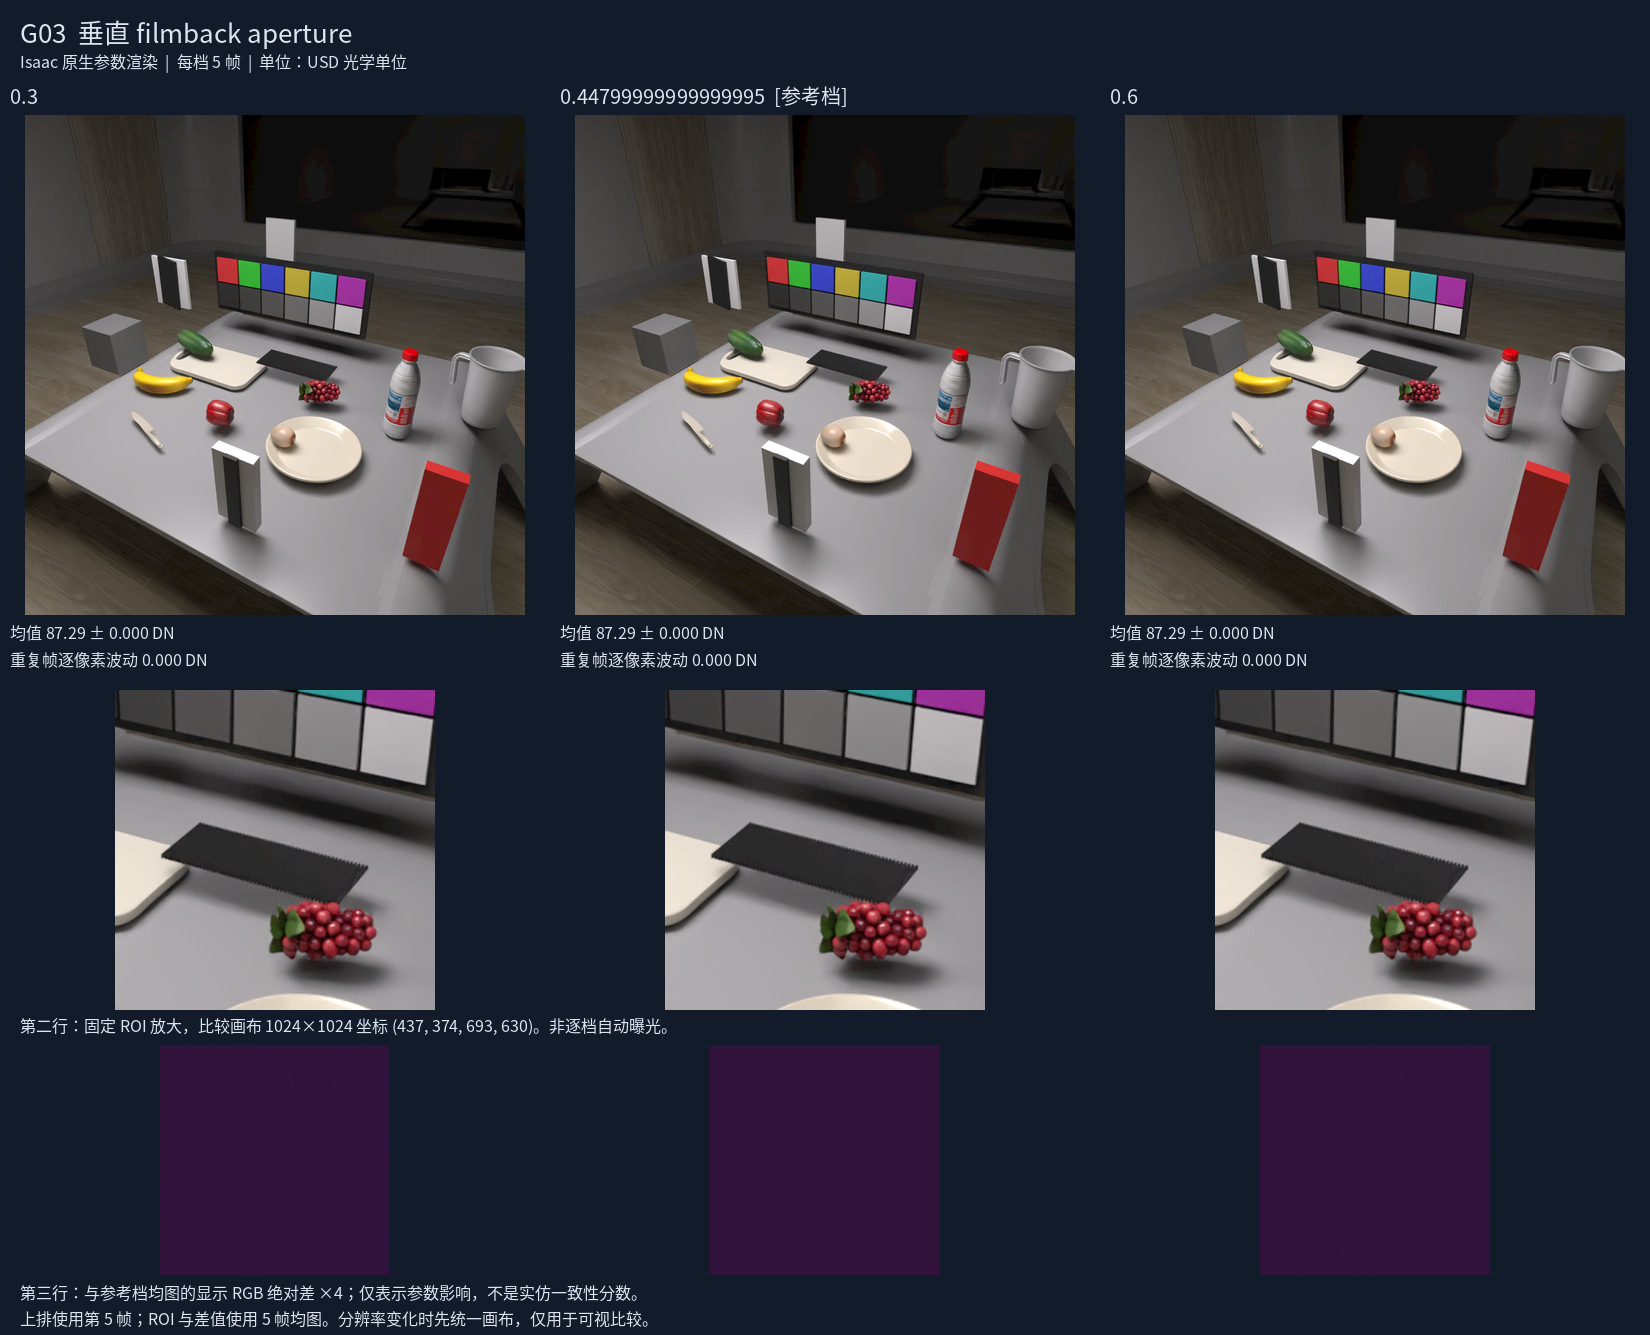 G03 垂直 filmback aperture
Isaac 原生参数渲染 | 每档 5 帧 | 单位：USD 光学单位
0.3
0.44799999999999995 [参考档]
0.6
均值 87.29 ± 0.000 DN
重复帧逐像素波动 0.000 DN
均值 87.29 ± 0.000 DN
重复帧逐像素波动 0.000 DN
均值 87.29 ± 0.000 DN
重复帧逐像素波动 0.000 DN
第二行：固定 ROI 放大，比较画布 1024×1024 坐标 (437, 374, 693, 630)。非逐档自动曝光。
第三行：与参考档均图的显示 RGB 绝对差 ×4；仅表示参数影响，不是实仿一致性分数。
上排使用第 5 帧；ROI 与差值使用 5 帧均图。分辨率变化时先统一画布，仅用于可视比较。